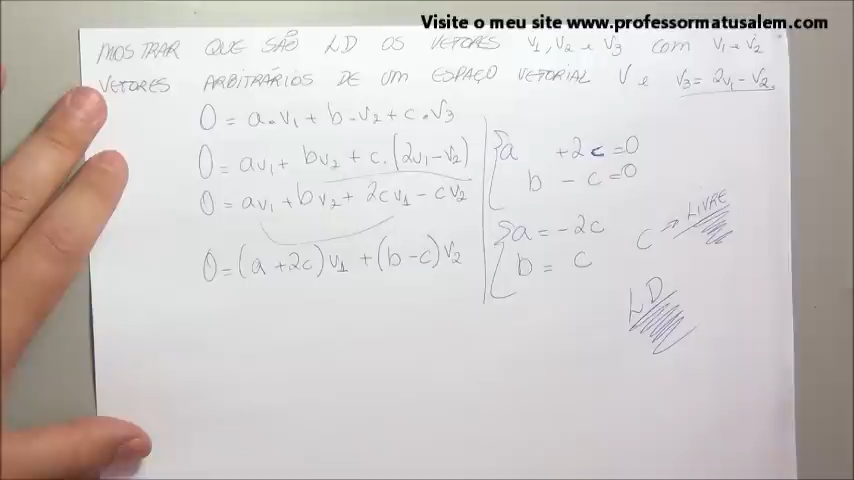 Visite o meu site www.professormatusalem.com
MOSTRAR QUE SÃO LD OS VETORES V₁, V₂ e V₃ com V₁ e V₂
VETORES ARBITRÁRIOS DE UM ESPAÇO VETORIAL V e V₃ = 2V₁ - V₂.
0 = a.V₁ + b.V₂ + c.V₃
0 = aV₁ + bV₂ + c.(2V₁-V₂)
0 = aV₁ + bV₂ + 2cV₁ - cV₂
0 = (a+2c)V₁ + (b-c)V₂
{a +2c = 0
b - c = 0
{a = -2c
b = c
c → LIVRE
LD